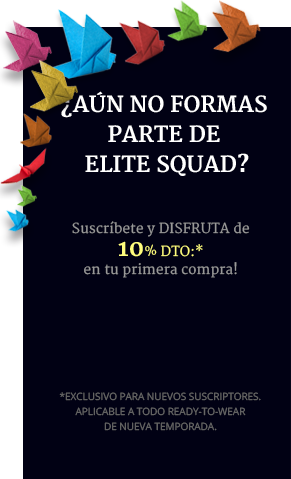 ¿AÚN NO FORMAS
PARTE DE
ELITE SQUAD?
Suscríbete y DISFRUTA de
10% DTO:*
en tu primera compra!
*EXCLUSIVO PARA NUEVOS SUSCRIPTORES.
APLICABLE A TODO READY-TO-WEAR
DE NUEVA TEMPORADA.